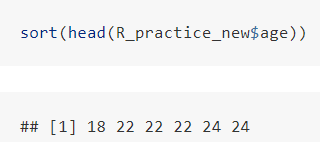 sort(head(R_practice_new$age))
## [1] 18 22 22 22 24 24